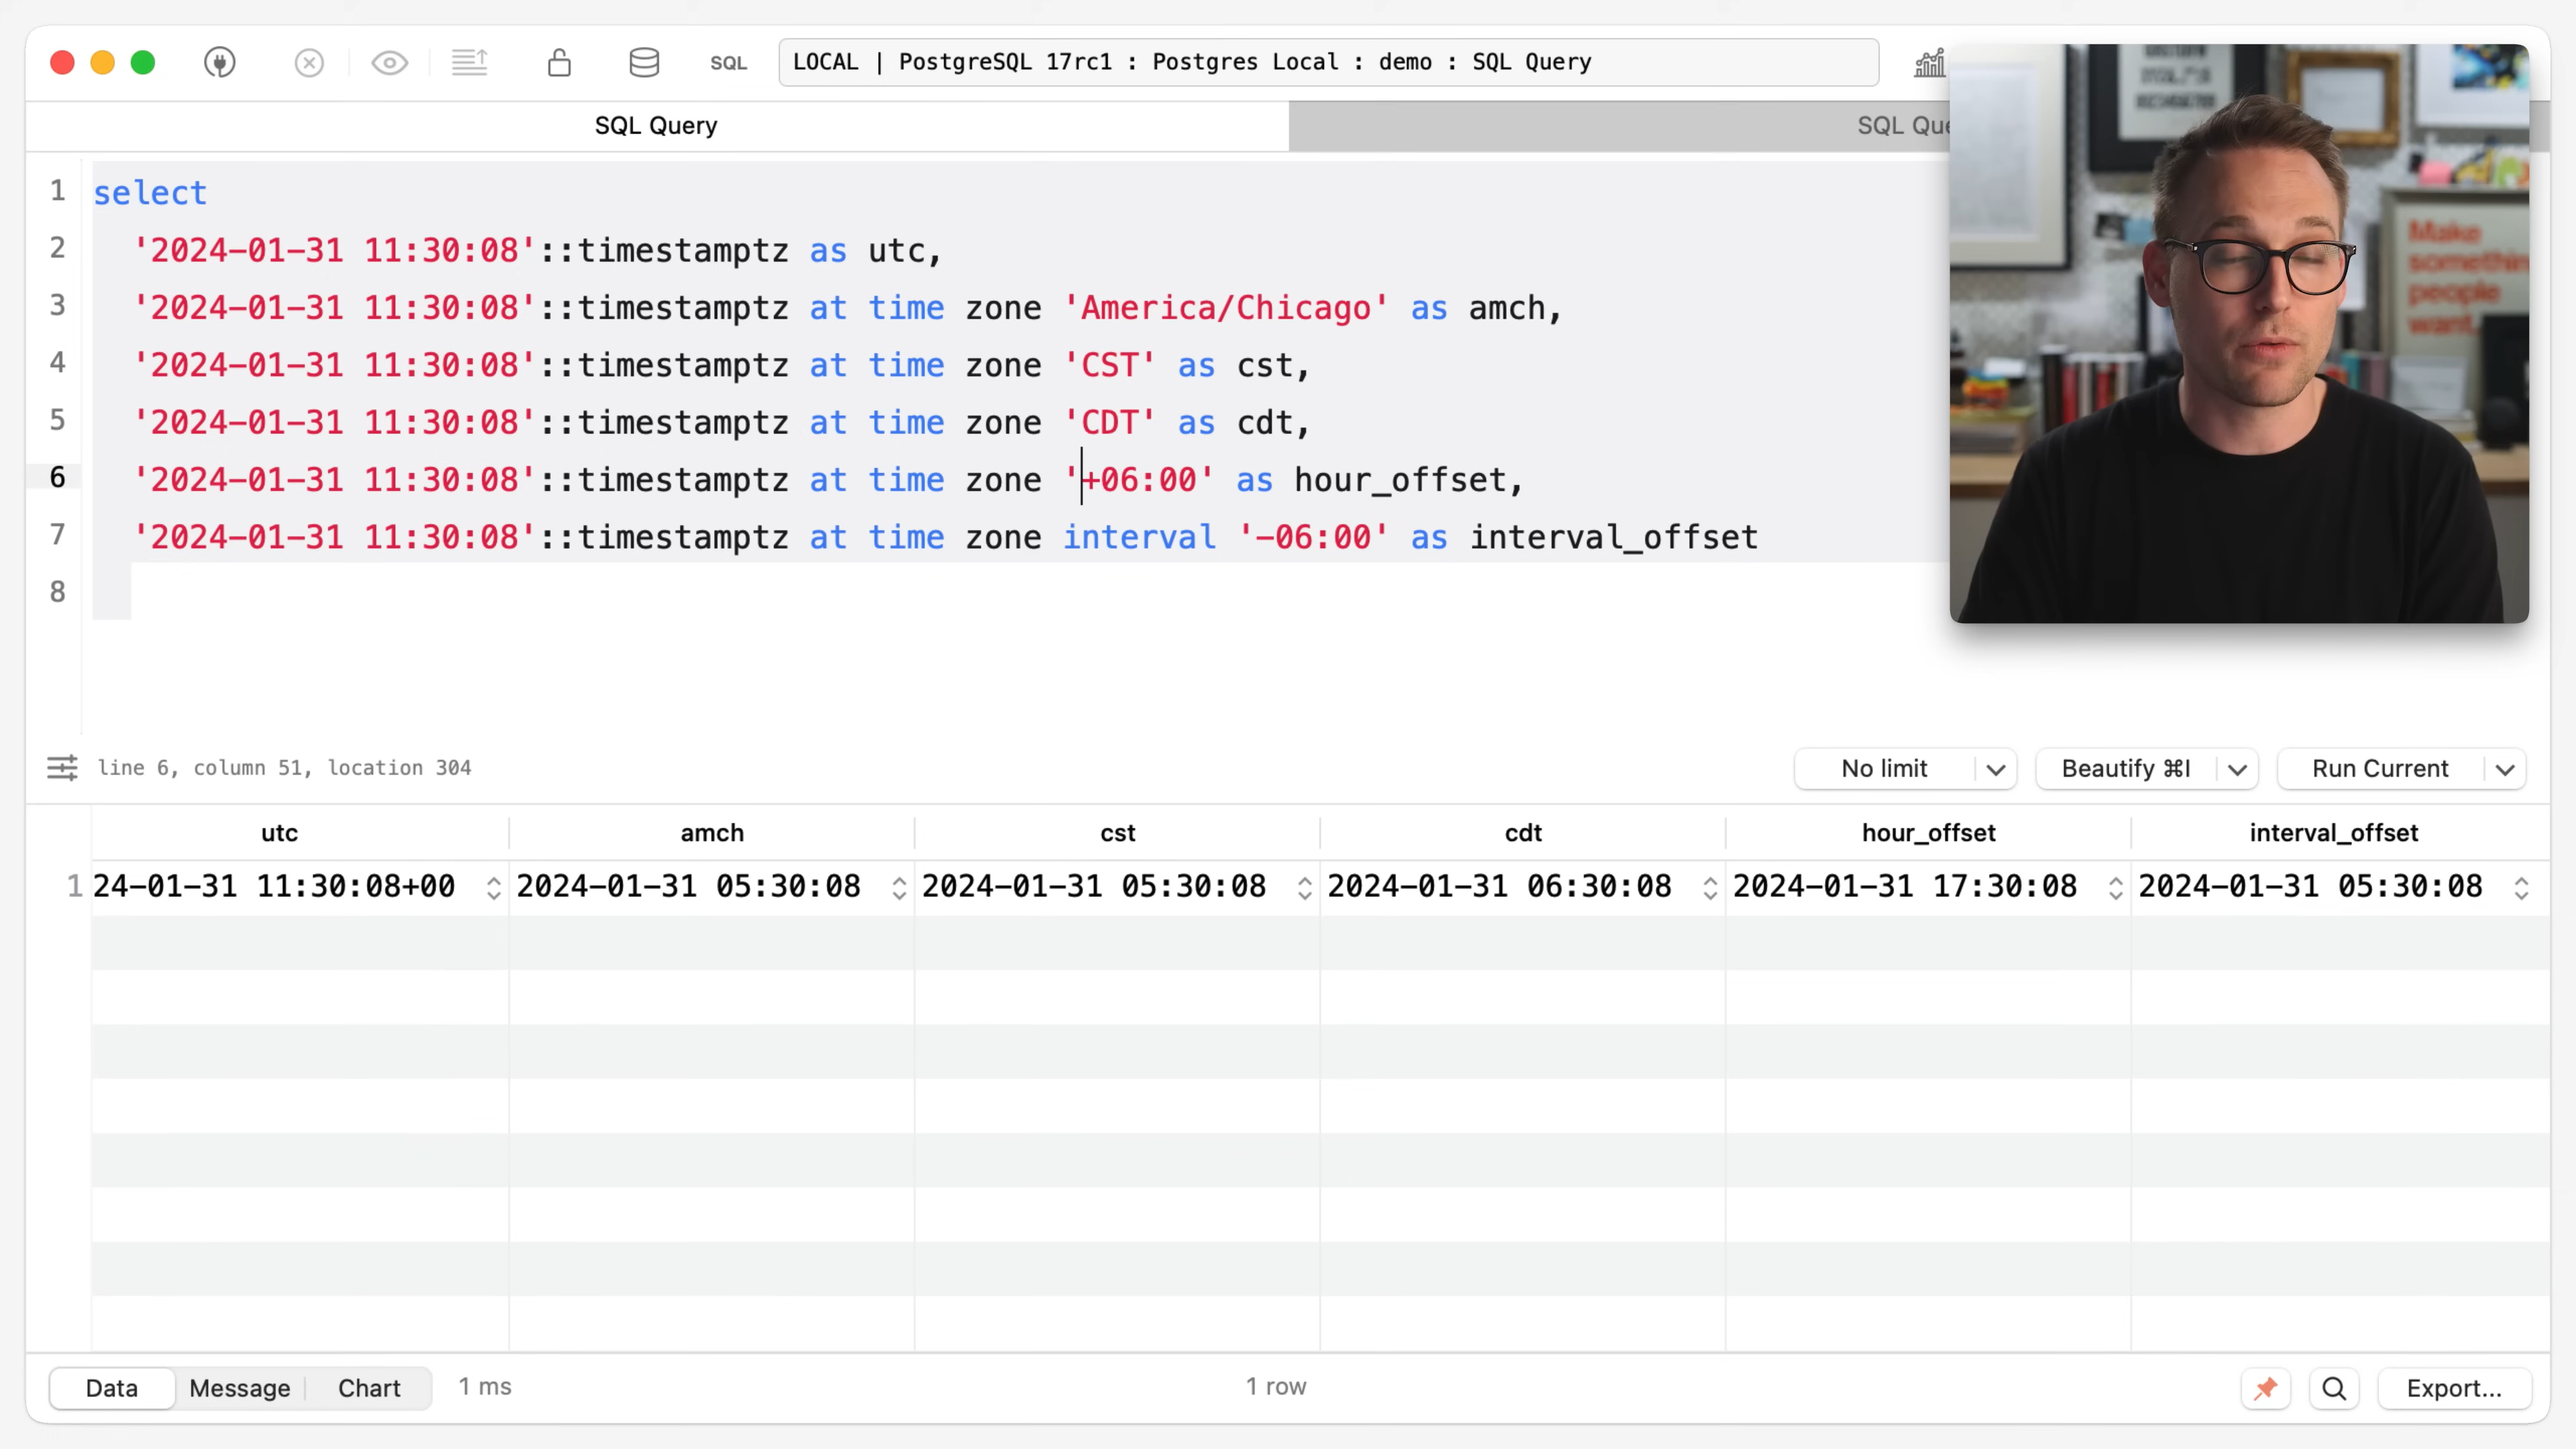 SQL
LOCAL | PostgreSQL 17rc1 : Postgres Local : demo : SQL Query
SQL Query
SQL Que
1 select
2 '2024-01-31 11:30:08'::timestamptz as utc,
3 '2024-01-31 11:30:08'::timestamptz at time zone 'America/Chicago' as amch,
4 '2024-01-31 11:30:08'::timestamptz at time zone 'CST' as cst,
5 '2024-01-31 11:30:08'::timestamptz at time zone 'CDT' as cdt,
6 '2024-01-31 11:30:08'::timestamptz at time zone '+06:00' as hour_offset,
7 '2024-01-31 11:30:08'::timestamptz at time zone interval '-06:00' as interval_offset
8
Make
somethin
people
want.
line 6, column 51, location 304
No limit
Beautify ⌘I
Run Current
utc amch cst cdt hour_offset interval_offset
1 24-01-31 11:30:08+00 2024-01-31 05:30:08 2024-01-31 05:30:08 2024-01-31 06:30:08 2024-01-31 17:30:08 2024-01-31 05:30:08
Data Message Chart 1 ms 1 row Export...